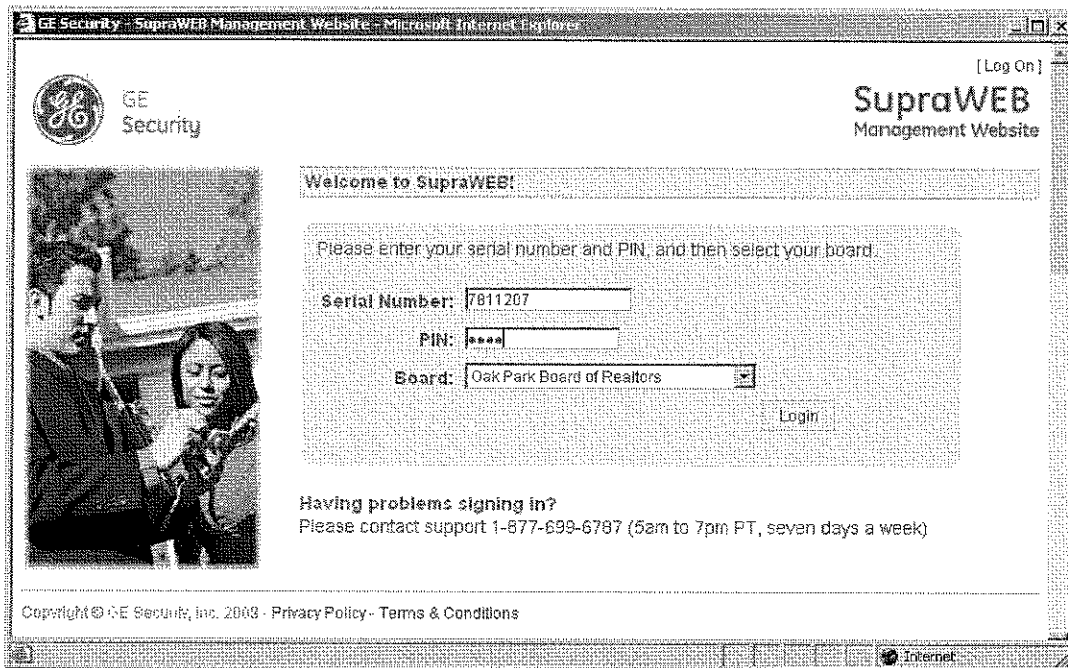 GE Security - SupraWEB Management Website - Microsoft Internet Explorer
[ Log On ]
GE
Security
SupraWEB
Management Website
Welcome to SupraWEB!
Please enter your serial number and PIN, and then select your board.
Serial Number: 7811207
PIN: ****
Board: Oak Park Board of Realtors
Login
Having problems signing in?
Please contact support 1-877-699-6787 (5am to 7pm PT, seven days a week)
Copyright © GE Security, Inc. 2003 - Privacy Policy - Terms & Conditions
Internet